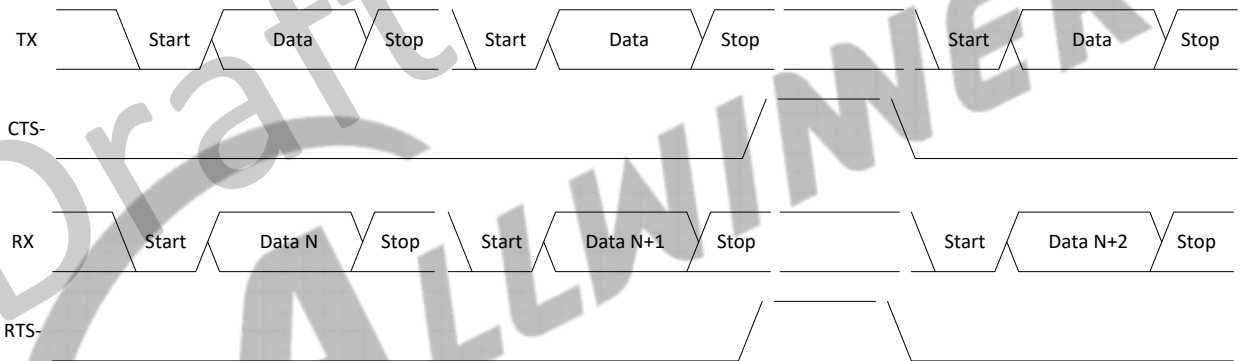 TX Start Data Stop Start Data Stop Start Data Stop
CTS-
RX Start Data N Stop Start Data N+1 Stop Start Data N+2 Stop
RTS-
Draft
ALLWINNER